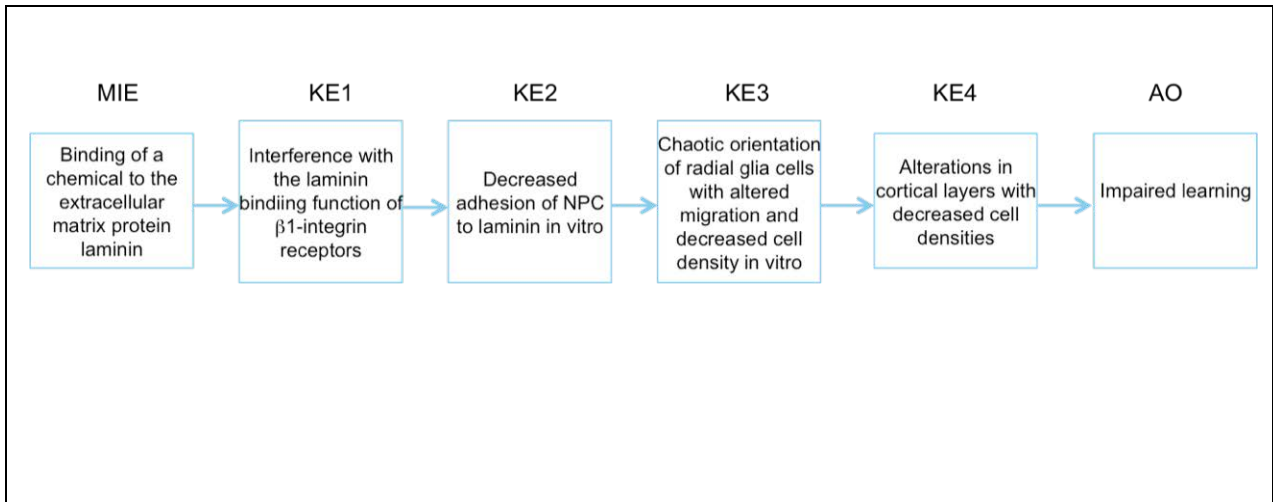 MIE
KE1
KE2
KE3
KE4
AO
Binding of a
chemical to the
extracellular
matrix protein
laminin
Interference with
the laminin
bindiing function of
β1-integrin
receptors
Decreased
adhesion of NPC
to laminin in vitro
Chaotic orientation
of radial glia cells
with altered
migration and
decreased cell
density in vitro
Alterations in
cortical layers with
decreased cell
densities
Impaired learning